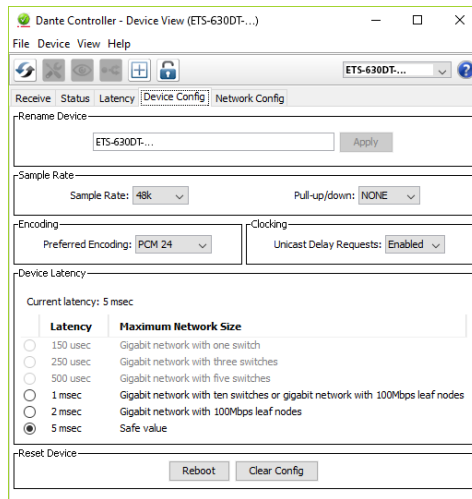 Dante Controller - Device View (ETS-630DT-...)
File Device View Help
ETS-630DT-...
Receive Status Latency Device Config Network Config
Rename Device
ETS-630DT-... Apply
Sample Rate
Sample Rate: 48k Pull-up/down: NONE
Encoding Clocking
Preferred Encoding: PCM 24 Unicast Delay Requests: Enabled
Device Latency
Current latency: 5 msec
Latency Maximum Network Size
150 usec Gigabit network with one switch
250 usec Gigabit network with three switches
500 usec Gigabit network with five switches
1 msec Gigabit network with ten switches or gigabit network with 100Mbps leaf nodes
2 msec Gigabit network with 100Mbps leaf nodes
5 msec Safe value
Reset Device
Reboot Clear Config